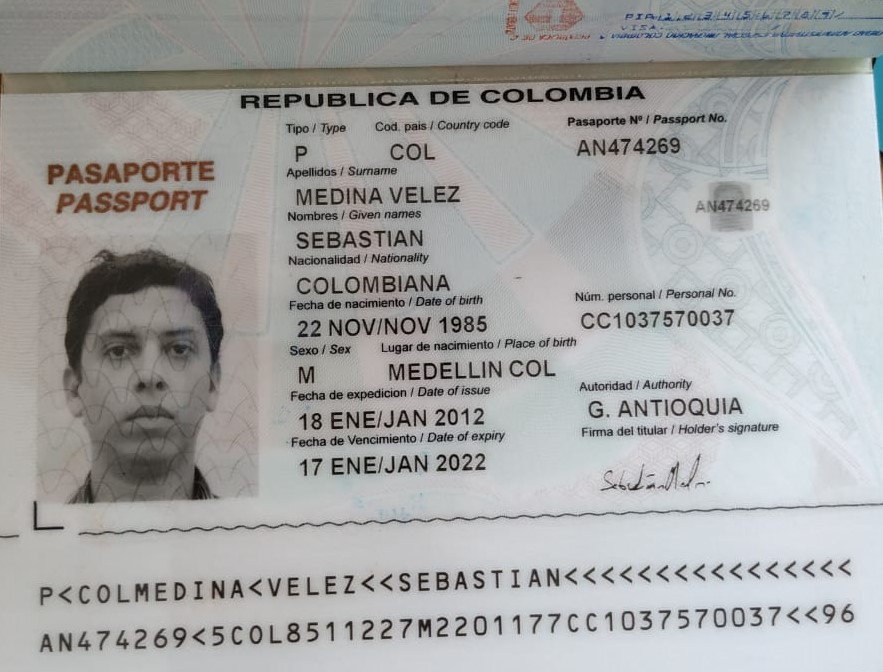 REPUBLICA DE COLOMBIA
PASAPORTE
PASSPORT
Tipo / Type Cod. pais / Country code Pasaporte Nº / Passport No.
P COL AN474269
Apellidos / Surname
MEDINA VELEZ
AN474269
Nombres / Given names
SEBASTIAN
Nacionalidad / Nationality
COLOMBIANA
Fecha de nacimiento / Date of birth Núm. personal / Personal No.
22 NOV/NOV 1985 CC1037570037
Sexo / Sex Lugar de nacimiento / Place of birth
M MEDELLIN COL
Fecha de expedicion / Date of issue Autoridad / Authority
18 ENE/JAN 2012 G. ANTIOQUIA
Fecha de Vencimiento / Date of expiry Firma del titular / Holder's signature
17 ENE/JAN 2022
P<COLMEDINA<VELEZ<<SEBASTIAN<<<<<<<<<<<<<<<<
AN474269<5COL8511227M2201177CC1037570037<<96